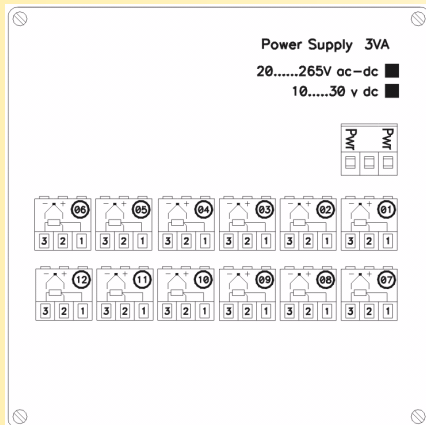 Power Supply 3VA
20......265V ac-dc
10.....30 v dc
Pwr Pwr
- + 06 - + 05 - + 04 - + 03 - + 02 - + 01
3 2 1 3 2 1 3 2 1 3 2 1 3 2 1 3 2 1
- + 12 - + 11 - + 10 - + 09 - + 08 - + 07
3 2 1 3 2 1 3 2 1 3 2 1 3 2 1 3 2 1